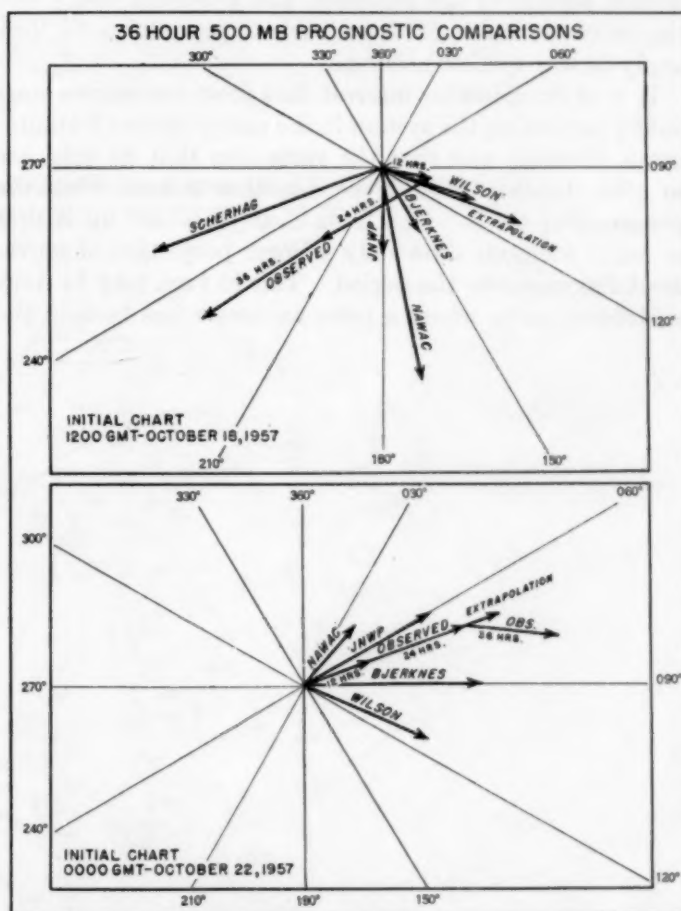 36 HOUR 500 MB PROGNOSTIC COMPARISONS
300°
330°
360°
030°
060°
270°
090°
12 HRS.
WILSON
SCHERHAG
24 HRS.
BJERKNES
EXTRAPOLATION
JNWP
36 HRS.
OBSERVED
NAWAC
120°
240°
INITIAL CHART
1200 GMT-OCTOBER 18, 1957
210°
180°
150°
330°
360°
030°
060°
300°
EXTRAPOLATION
NAWAC
JNWP
OBSERVED
OBS.
24 HRS.
36 HRS.
12 HRS.
BJERKNES
270°
090°
WILSON
240°
INITIAL CHART
0000 GMT-OCTOBER 22, 1957
120°
210°
180°
150°